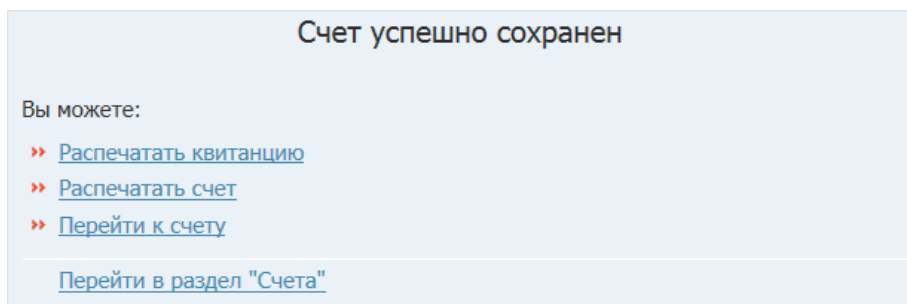 Счет успешно сохранен
Вы можете:
Распечатать квитанцию
Распечатать счет
Перейти к счету
Перейти в раздел "Счета"